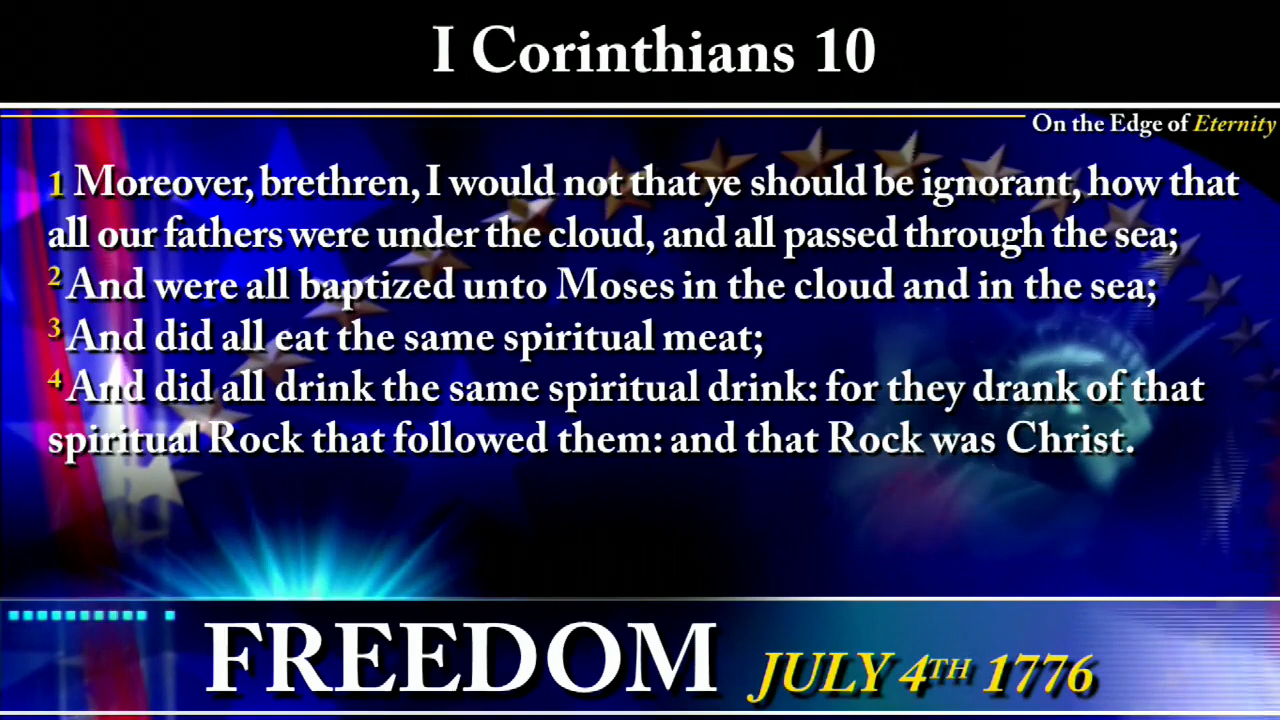 I Corinthians 10
On the Edge of Eternity
1 Moreover, brethren, I would not that ye should be ignorant, how that
all our fathers were under the cloud, and all passed through the sea;
2 And were all baptized unto Moses in the cloud and in the sea;
3 And did all eat the same spiritual meat;
4 And did all drink the same spiritual drink: for they drank of that
spiritual Rock that followed them: and that Rock was Christ.
FREEDOM JULY 4TH 1776